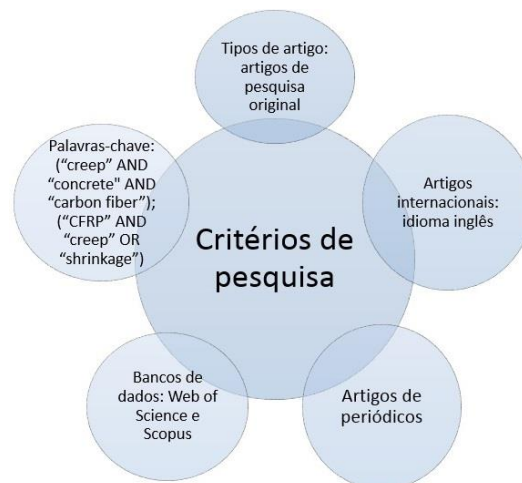 Tipos de artigo:
artigos de
pesquisa
original
Palavras-chave:
(“creep” AND
“concrete" AND
“carbon fiber”);
(“CFRP” AND
“creep” OR
“shrinkage”)
Artigos
internacionais:
idioma inglês
Critérios de
pesquisa
Bancos de
dados: Web of
Science e
Scopus
Artigos de
periódicos